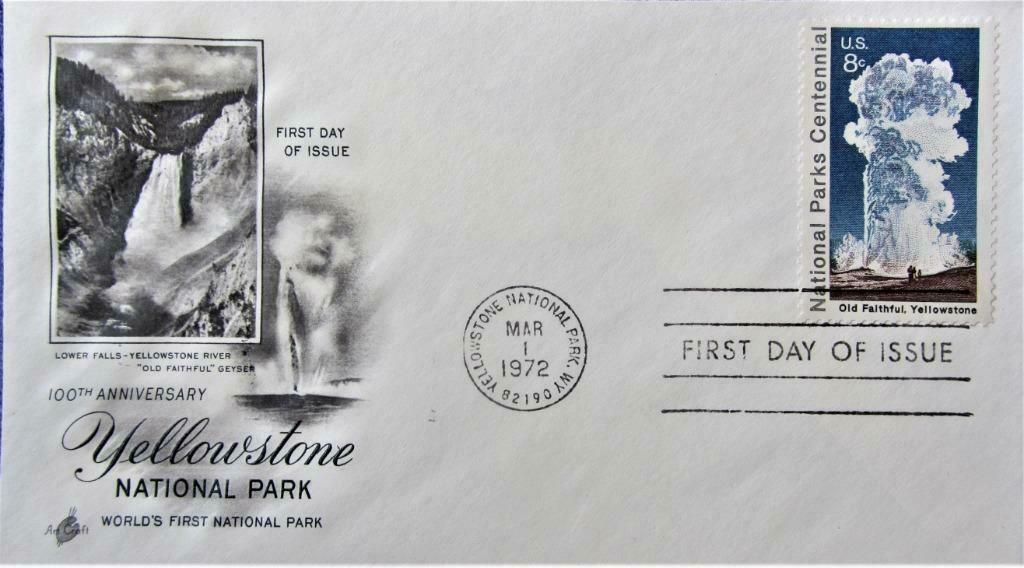 FIRST DAY
OF ISSUE
LOWER FALLS-YELLOWSTONE RIVER
"OLD FAITHFUL" GEYSER
100TH ANNIVERSARY
Yellowstone
NATIONAL PARK
WORLD'S FIRST NATIONAL PARK
Art Craft
YELLOWSTONE NATIONAL PARK, WY
MAR
1
1972
82190
U.S.
8c
National Parks Centennial
Old Faithful, Yellowstone
FIRST DAY OF ISSUE